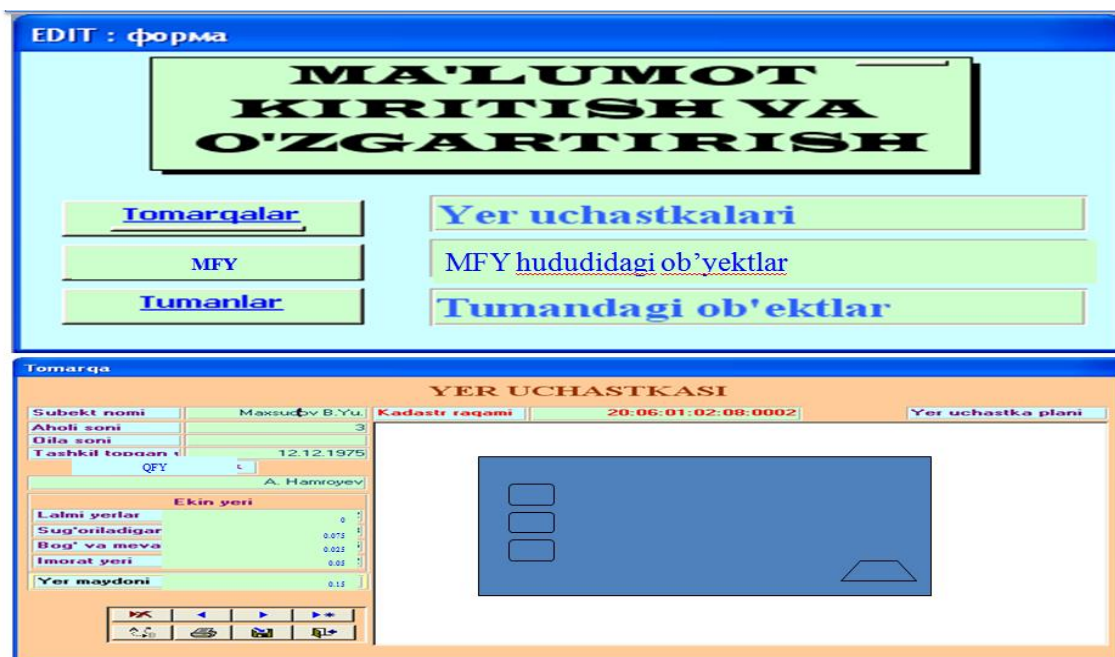 EDIT : форма
MA'LUMOT
KIRITISH VA
O'ZGARTIRISH
Tomarqalar
Yer uchastkalari
MFY
MFY hududidagi ob’yektlar
Tumanlar
Tumandagi ob'ektlar
Tomarqa
YER UCHASTKASI
Subekt nomi Maxsudov B.Yu. Kadastr raqami 20:06:01:02:08:0002 Yer uchastka plani
Aholi soni 3
Oila soni
Tashkil topgan 12.12.1975
QFY
A. Hamroyev
Ekin yeri
Lalmi yerlar 0
Sug'oriladigar 0.075
Bog' va meva 0.025
Imorat yeri 0.05
Yer maydoni 0.15